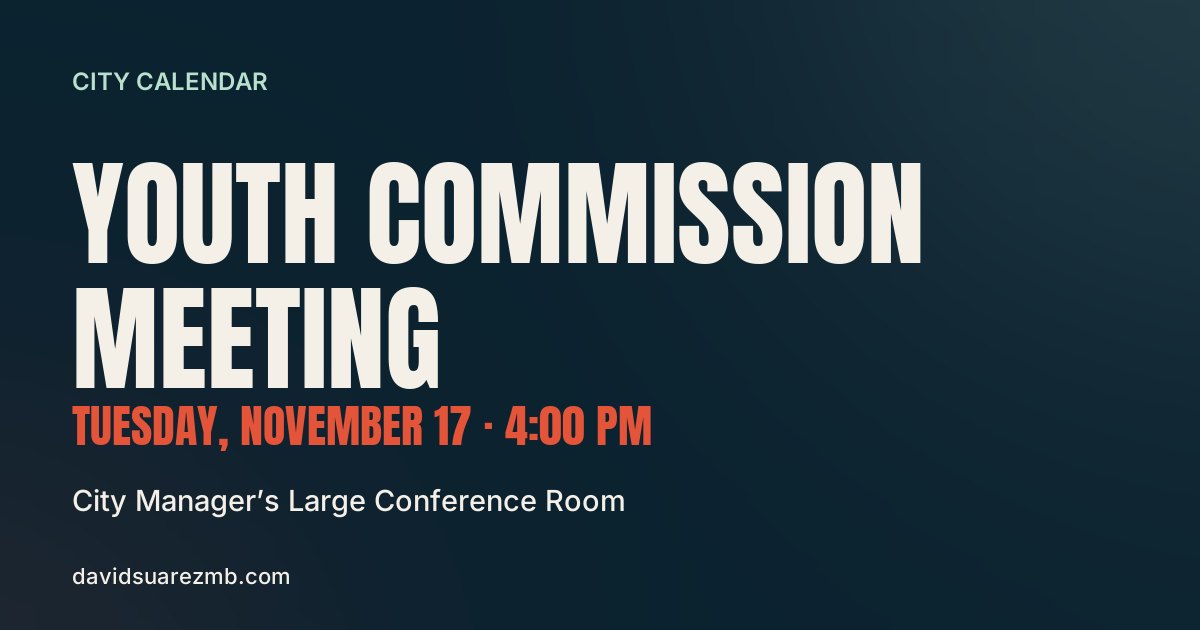 CITY CALENDAR
YOUTH COMMISSION
MEETING
TUESDAY, NOVEMBER 17 · 4:00 PM
City Manager’s Large Conference Room
davidsuarezmb.com